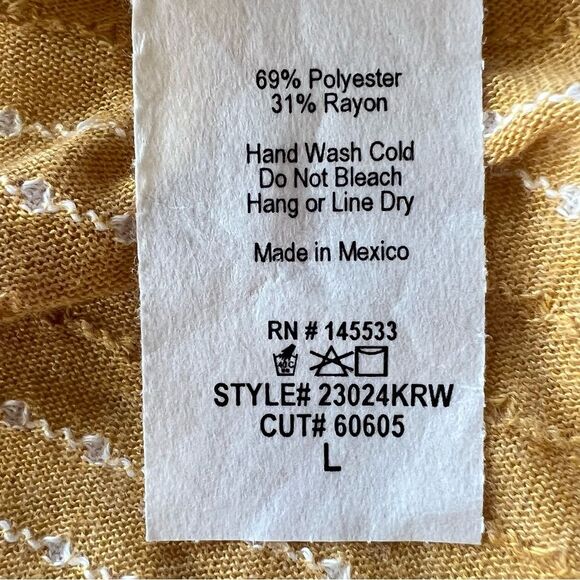 69% Polyester
31% Rayon
Hand Wash Cold
Do Not Bleach
Hang or Line Dry
Made in Mexico
RN # 145533
STYLE# 23024KRW
CUT# 60605
L